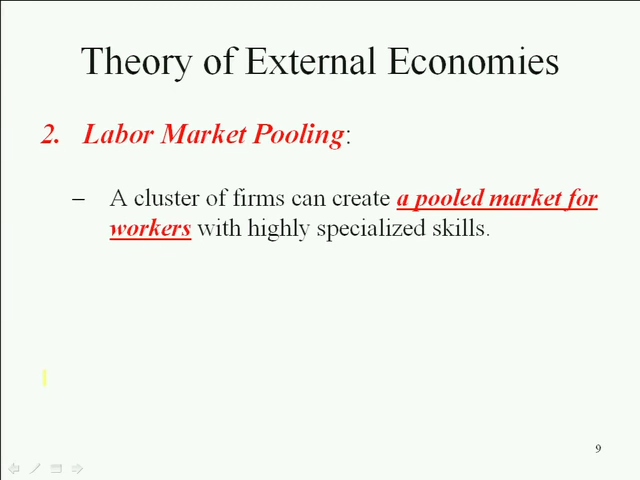 Theory of External Economies
2. Labor Market Pooling:
– A cluster of firms can create a pooled market for
workers with highly specialized skills.
9